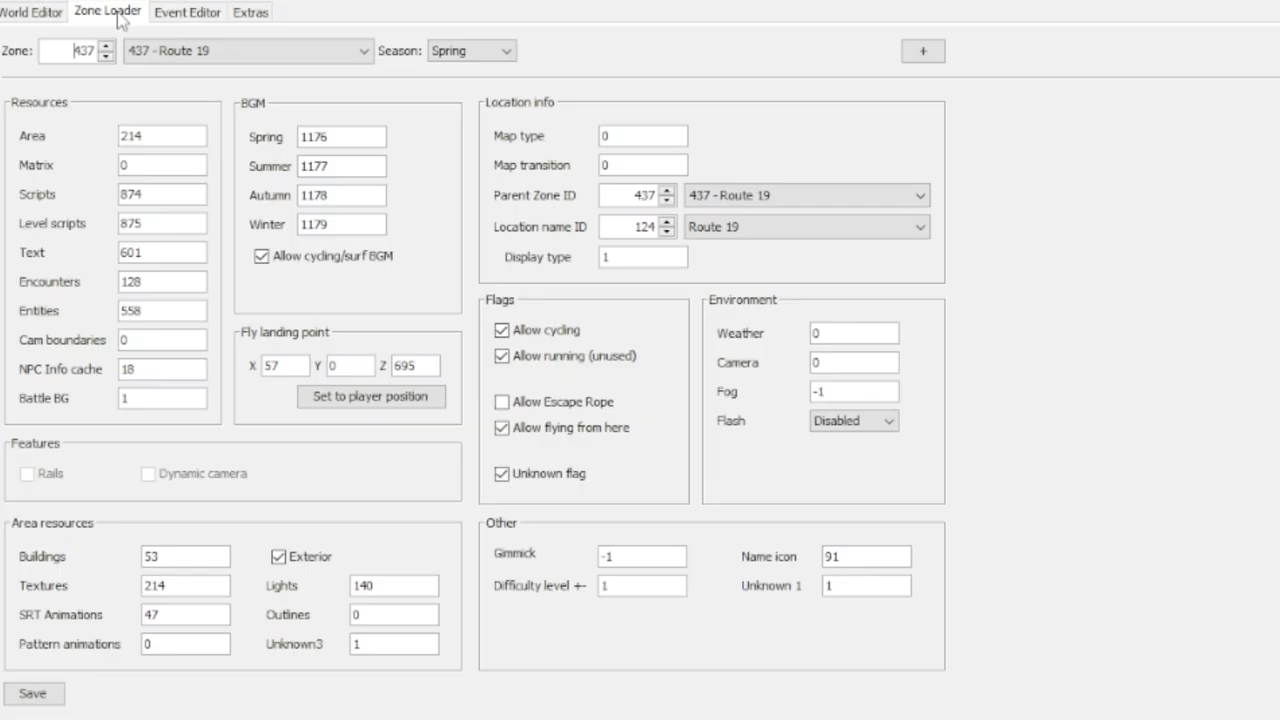 World Editor Zone Loader Event Editor Extras
Zone: 437 437 - Route 19 Season: Spring +
Resources
Area 214
Matrix 0
Scripts 874
Level scripts 875
Text 601
Encounters 128
Entities 558
Cam boundaries 0
NPC Info cache 18
Battle BG 1
BGM
Spring 1176
Summer 1177
Autumn 1178
Winter 1179
Allow cycling/surf BGM
Fly landing point
X 57 Y 0 Z 695
Set to player position
Location info
Map type 0
Map transition 0
Parent Zone ID 437 437 - Route 19
Location name ID 124 Route 19
Display type 1
Flags
Allow cycling
Allow running (unused)
Allow Escape Rope
Allow flying from here
Unknown flag
Environment
Weather 0
Camera 0
Fog -1
Flash Disabled
Features
Rails Dynamic camera
Area resources
Buildings 53 Exterior
Textures 214 Lights 140
SRT Animations 47 Outlines 0
Pattern animations 0 Unknown3 1
Other
Gimmick -1 Name icon 91
Difficulty level +- 1 Unknown 1 1
Save